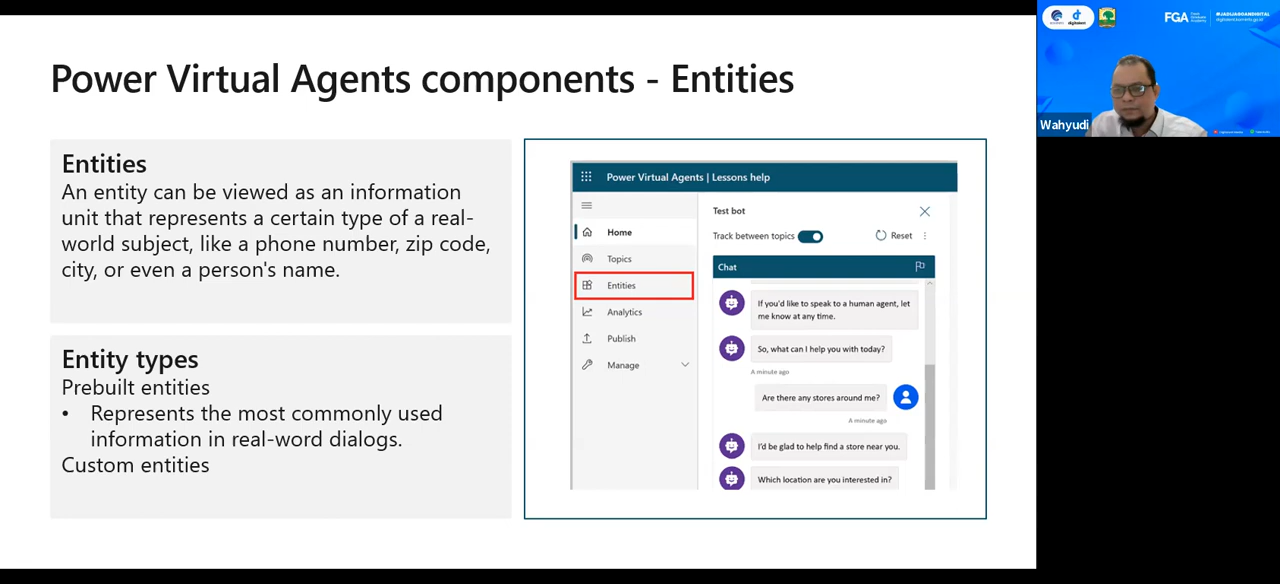 Power Virtual Agents components - Entities
Entities
An entity can be viewed as an information
unit that represents a certain type of a real-
world subject, like a phone number, zip code,
city, or even a person's name.
Entity types
Prebuilt entities
• Represents the most commonly used
information in real-word dialogs.
Custom entities
Power Virtual Agents | Lessons help
Home
Topics
Entities
Analytics
Publish
Manage
Test bot
Track between topics
Reset
Chat
If you'd like to speak to a human agent, let
me know at any time.
So, what can I help you with today?
A minute ago
Are there any stores around me?
A minute ago
I'd be glad to help find a store near you.
Which location are you interested in?
FGA
#JADIJAGOANDIGITAL
digitalent.kominfo.go.id
Wahyudi